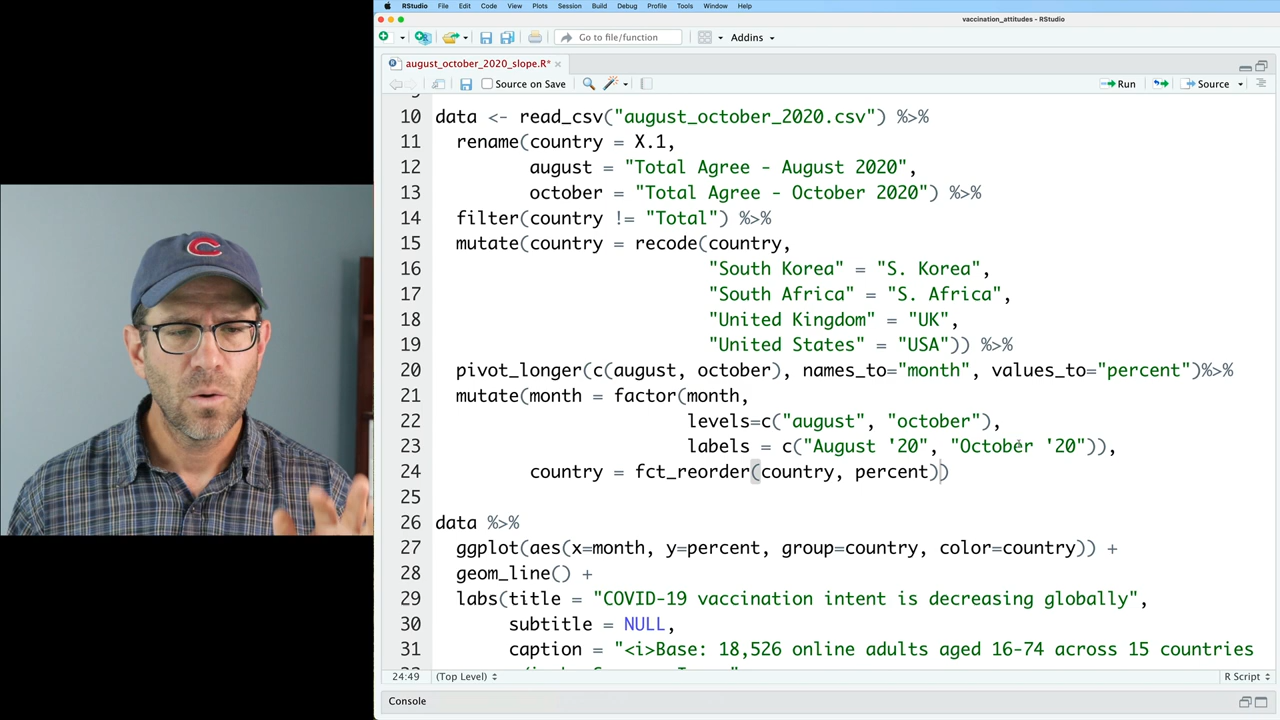 RStudio File Edit Code View Plots Session Build Debug Profile Tools Window Help
vaccination_attitudes - RStudio
Go to file/function Addins
august_october_2020_slope.R*
Source on Save Run Source
10 data <- read_csv("august_october_2020.csv") %>%
11 rename(country = X.1,
12 august = "Total Agree - August 2020",
13 october = "Total Agree - October 2020") %>%
14 filter(country != "Total") %>%
15 mutate(country = recode(country,
16 "South Korea" = "S. Korea",
17 "South Africa" = "S. Africa",
18 "United Kingdom" = "UK",
19 "United States" = "USA")) %>%
20 pivot_longer(c(august, october), names_to="month", values_to="percent")%>%
21 mutate(month = factor(month,
22 levels=c("august", "october"),
23 labels = c("August '20", "October '20")),
24 country = fct_reorder(country, percent))
25
26 data %>%
27 ggplot(aes(x=month, y=percent, group=country, color=country)) +
28 geom_line() +
29 labs(title = "COVID-19 vaccination intent is decreasing globally",
30 subtitle = NULL,
31 caption = "<i>Base: 18,526 online adults aged 16-74 across 15 countries
24:49 (Top Level) R Script
Console